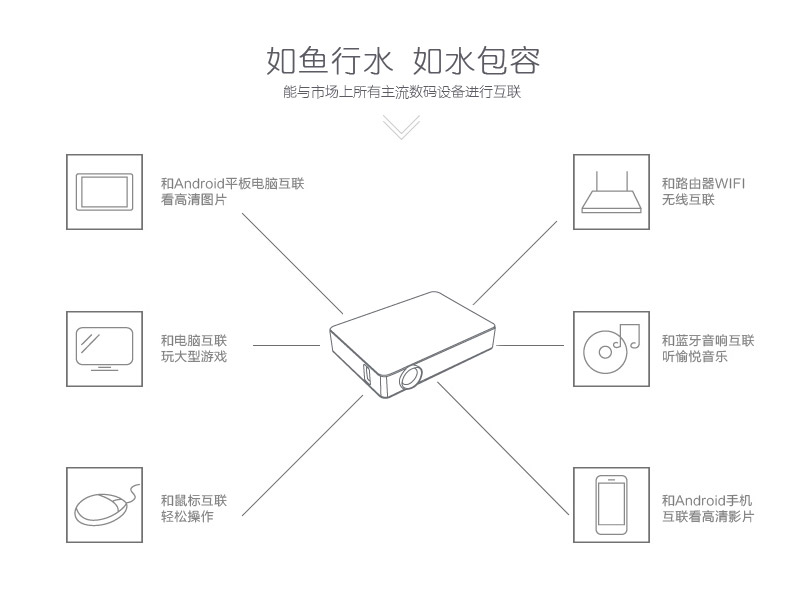 如鱼行水 如水包容
能与市场上所有主流数码设备进行互联
和Android平板电脑互联
看高清图片
和路由器WIFI
无线互联
和电脑互联
玩大型游戏
和蓝牙音响互联
听愉悦音乐
和鼠标互联
轻松操作
和Android手机
互联看高清影片